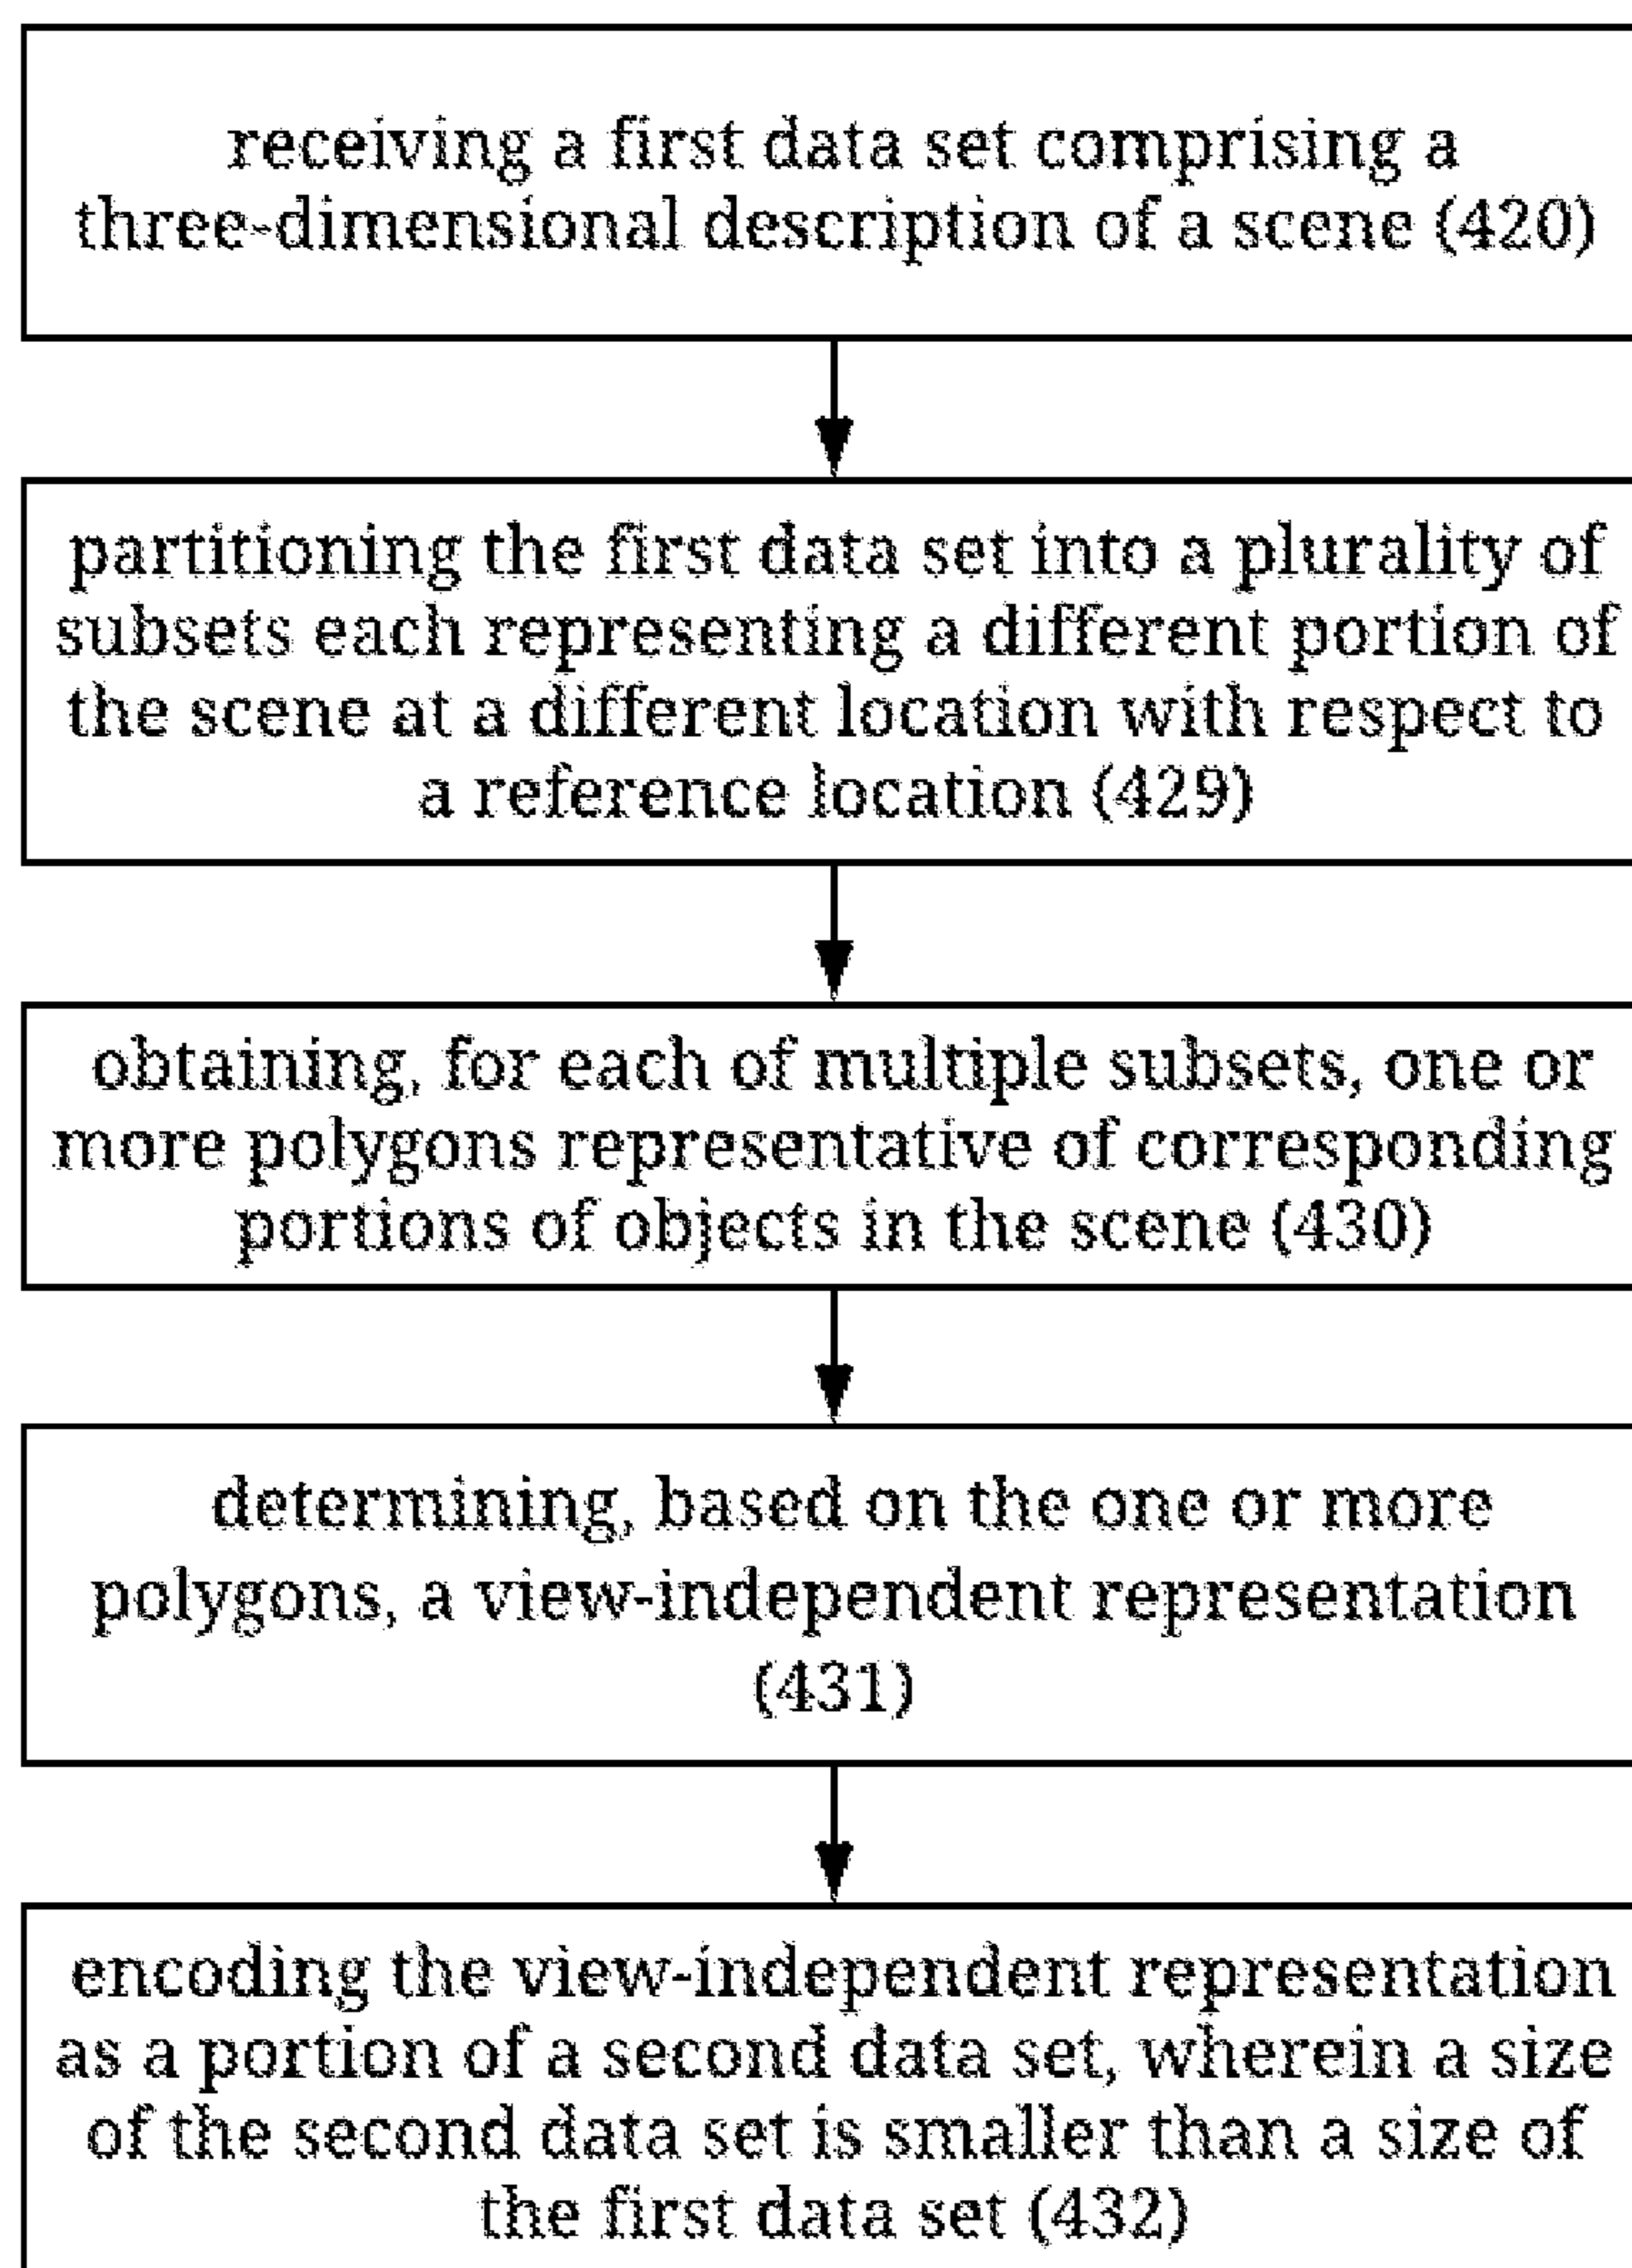 receiving a first data set comprising a
three-dimensional description of a scene (420)
partitioning the first data set into a plurality of
subsets each representing a different portion of
the scene at a different location with respect to
a reference location (429)
obtaining, for each of multiple subsets, one or
more polygons representative of corresponding
portions of objects in the scene (430)
determining, based on the one or more
polygons, a view-independent representation
(431)
encoding the view-independent representation
as a portion of a second data set, wherein a size
of the second data set is smaller than a size of
the first data set (432)